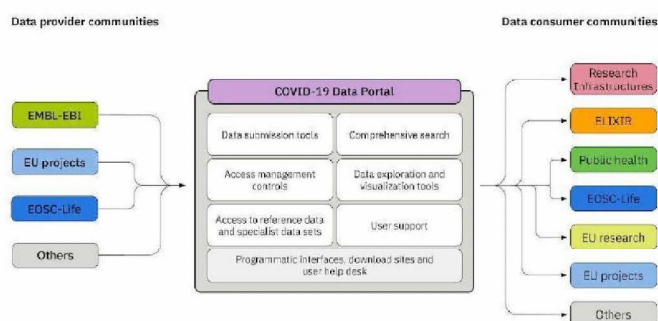 Data provider communities
Data consumer communities
EMBL-EBI
EU projects
EOSC-Life
Others
COVID-19 Data Portal
Data submission tools
Comprehensive search
Access management
controls
Data exploration and
visualization tools
Access to reference data
and specialist data sets
User support
Programmatic interfaces, download sites and
user help desk
Research
Infrastructures
ELIXIR
Public health
EOSC-Life
EU research
EU projects
Others